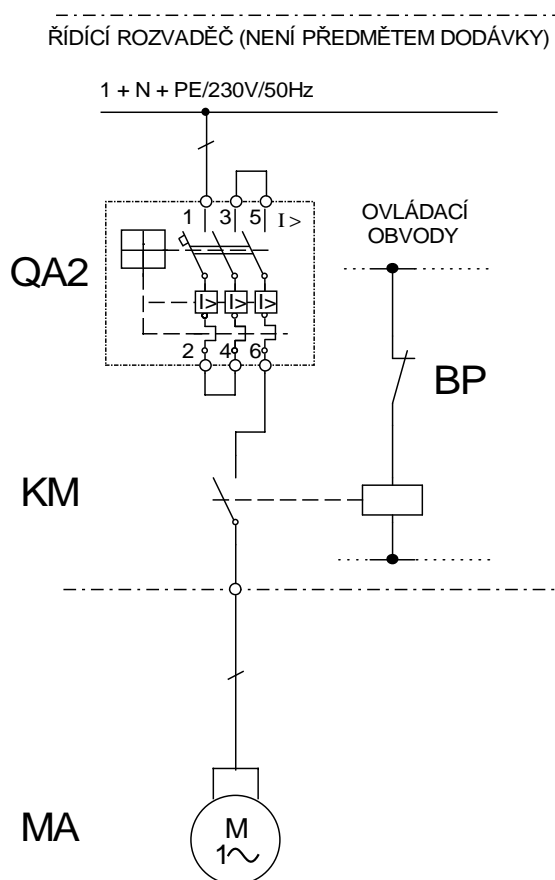 ŘÍDÍCÍ ROZVADĚČ (NENÍ PŘEDMĚTEM DODÁVKY)
1 + N + PE/230V/50Hz
1 3 5 I >
OVLÁDACÍ
OBVODY
QA2
I> I> I>
2 4 6
BP
KM
MA
M
1~